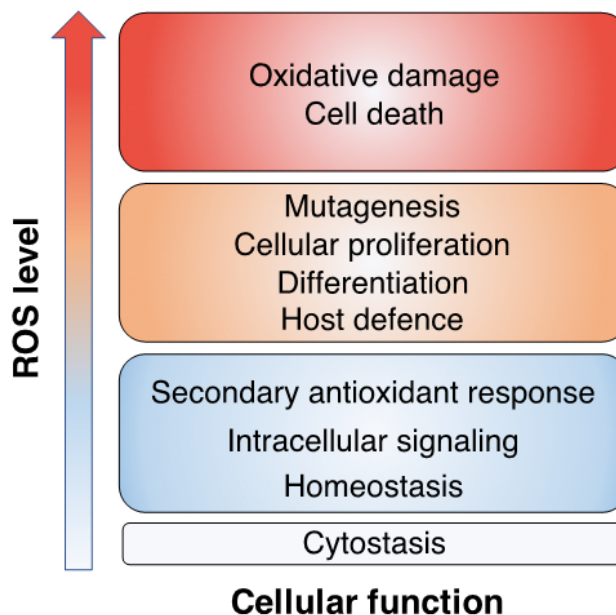 Oxidative damage
Cell death
Mutagenesis
Cellular proliferation
Differentiation
Host defence
Secondary antioxidant response
Intracellular signaling
Homeostasis
Cytostasis
ROS level
Cellular function